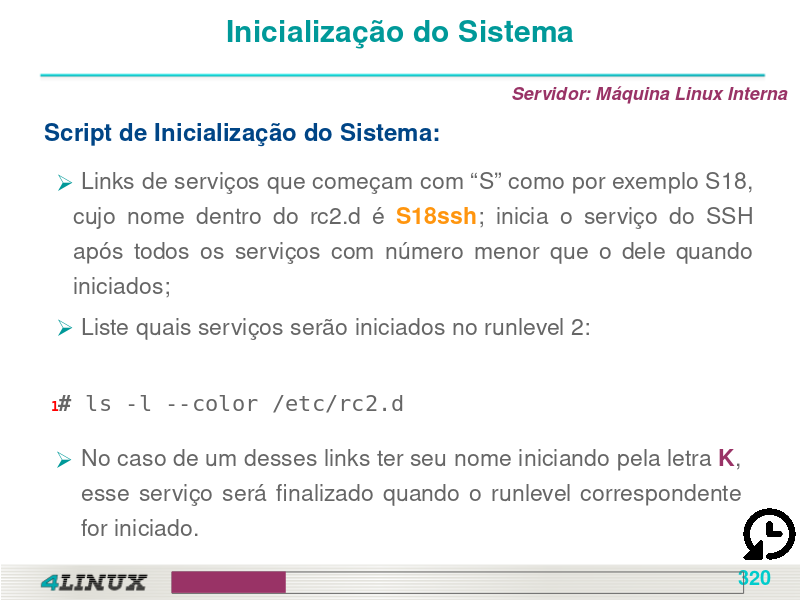 Inicialização do Sistema
Servidor: Máquina Linux Interna
Script de Inicialização do Sistema:
Links de serviços que começam com “S” como por exemplo S18,
cujo nome dentro do rc2.d é S18ssh; inicia o serviço do SSH
após todos os serviços com número menor que o dele quando
iniciados;
Liste quais serviços serão iniciados no runlevel 2:
1# ls -l --color /etc/rc2.d
No caso de um desses links ter seu nome iniciando pela letra K,
esse serviço será finalizado quando o runlevel correspondente
for iniciado.
4LINUX
320